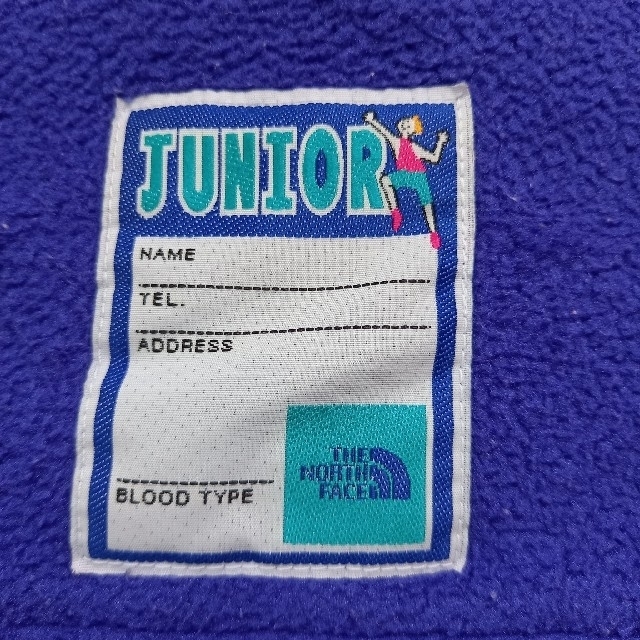 JUNIOR
NAME
TEL.
ADDRESS
BLOOD TYPE
THE
NORTH
FACE